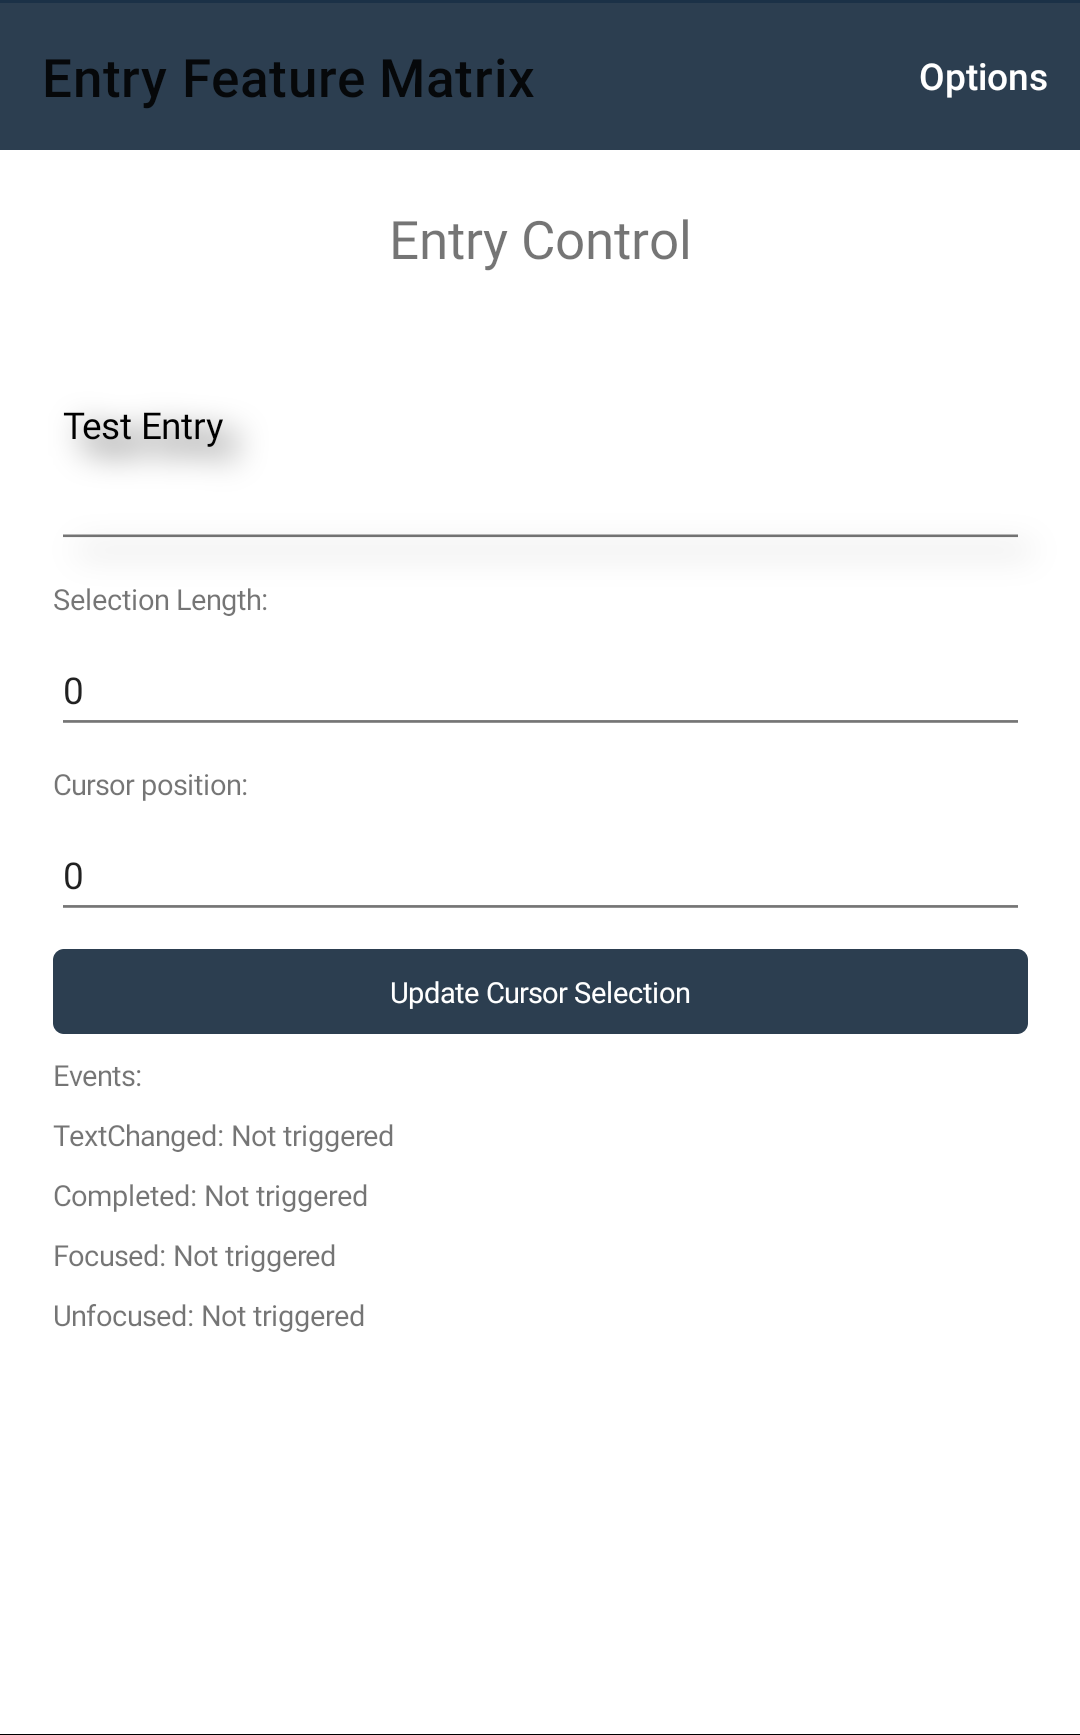 Entry Feature Matrix
Options
Entry Control
Test Entry
Selection Length:
0
Cursor position:
0
Update Cursor Selection
Events:
TextChanged: Not triggered
Completed: Not triggered
Focused: Not triggered
Unfocused: Not triggered